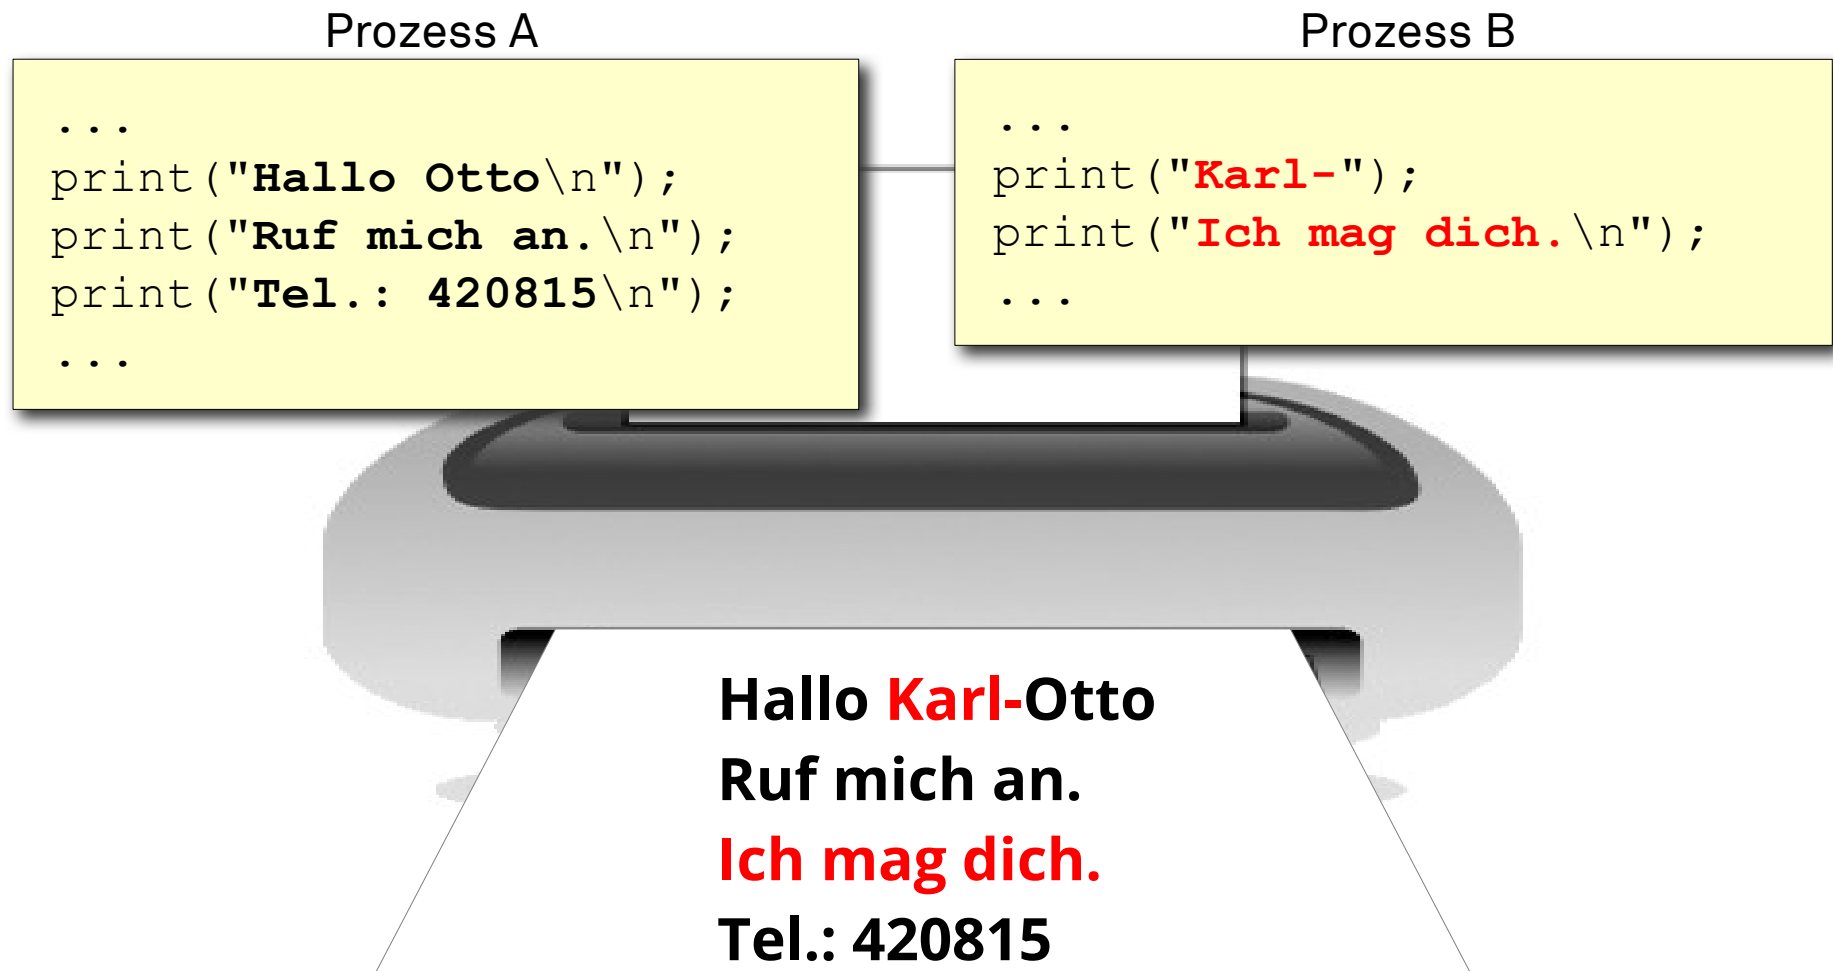 Prozess A
...
print("Hallo Otto\n");
print("Ruf mich an.\n");
print("Tel.: 420815\n");
...
Prozess B
...
print("Karl-");
print("Ich mag dich.\n");
...
Hallo Karl-Otto
Ruf mich an.
Ich mag dich.
Tel.: 420815